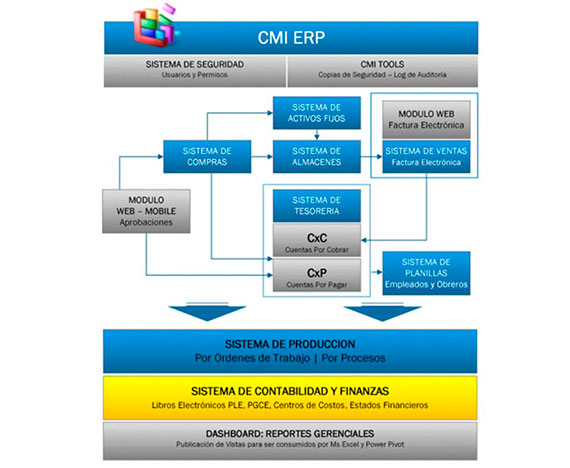 CMI ERP
SISTEMA DE SEGURIDAD
Usuarios y Permisos
CMI TOOLS
Copias de Seguridad – Log de Auditoría
SISTEMA DE
ACTIVOS FIJOS
MODULO WEB
Factura Electrónica
SISTEMA DE
COMPRAS
SISTEMA DE
ALMACENES
SISTEMA DE VENTAS
Factura Electrónica
MODULO
WEB – MOBILE
Aprobaciones
SISTEMA DE
TESORERIA
CxC
Cuentas Por Cobrar
CxP
Cuentas Por Pagar
SISTEMA DE
PLANILLAS
Empleados y Obreros
SISTEMA DE PRODUCCION
Por Ordenes de Trabajo | Por Procesos
SISTEMA DE CONTABILIDAD Y FINANZAS
Libros Electrónicos PLE, PGCE, Centros de Costos, Estados Financieros
DASHBOARD: REPORTES GERENCIALES
Publicación de Vistas para ser consumidos por Ms Excel y Power Pivot